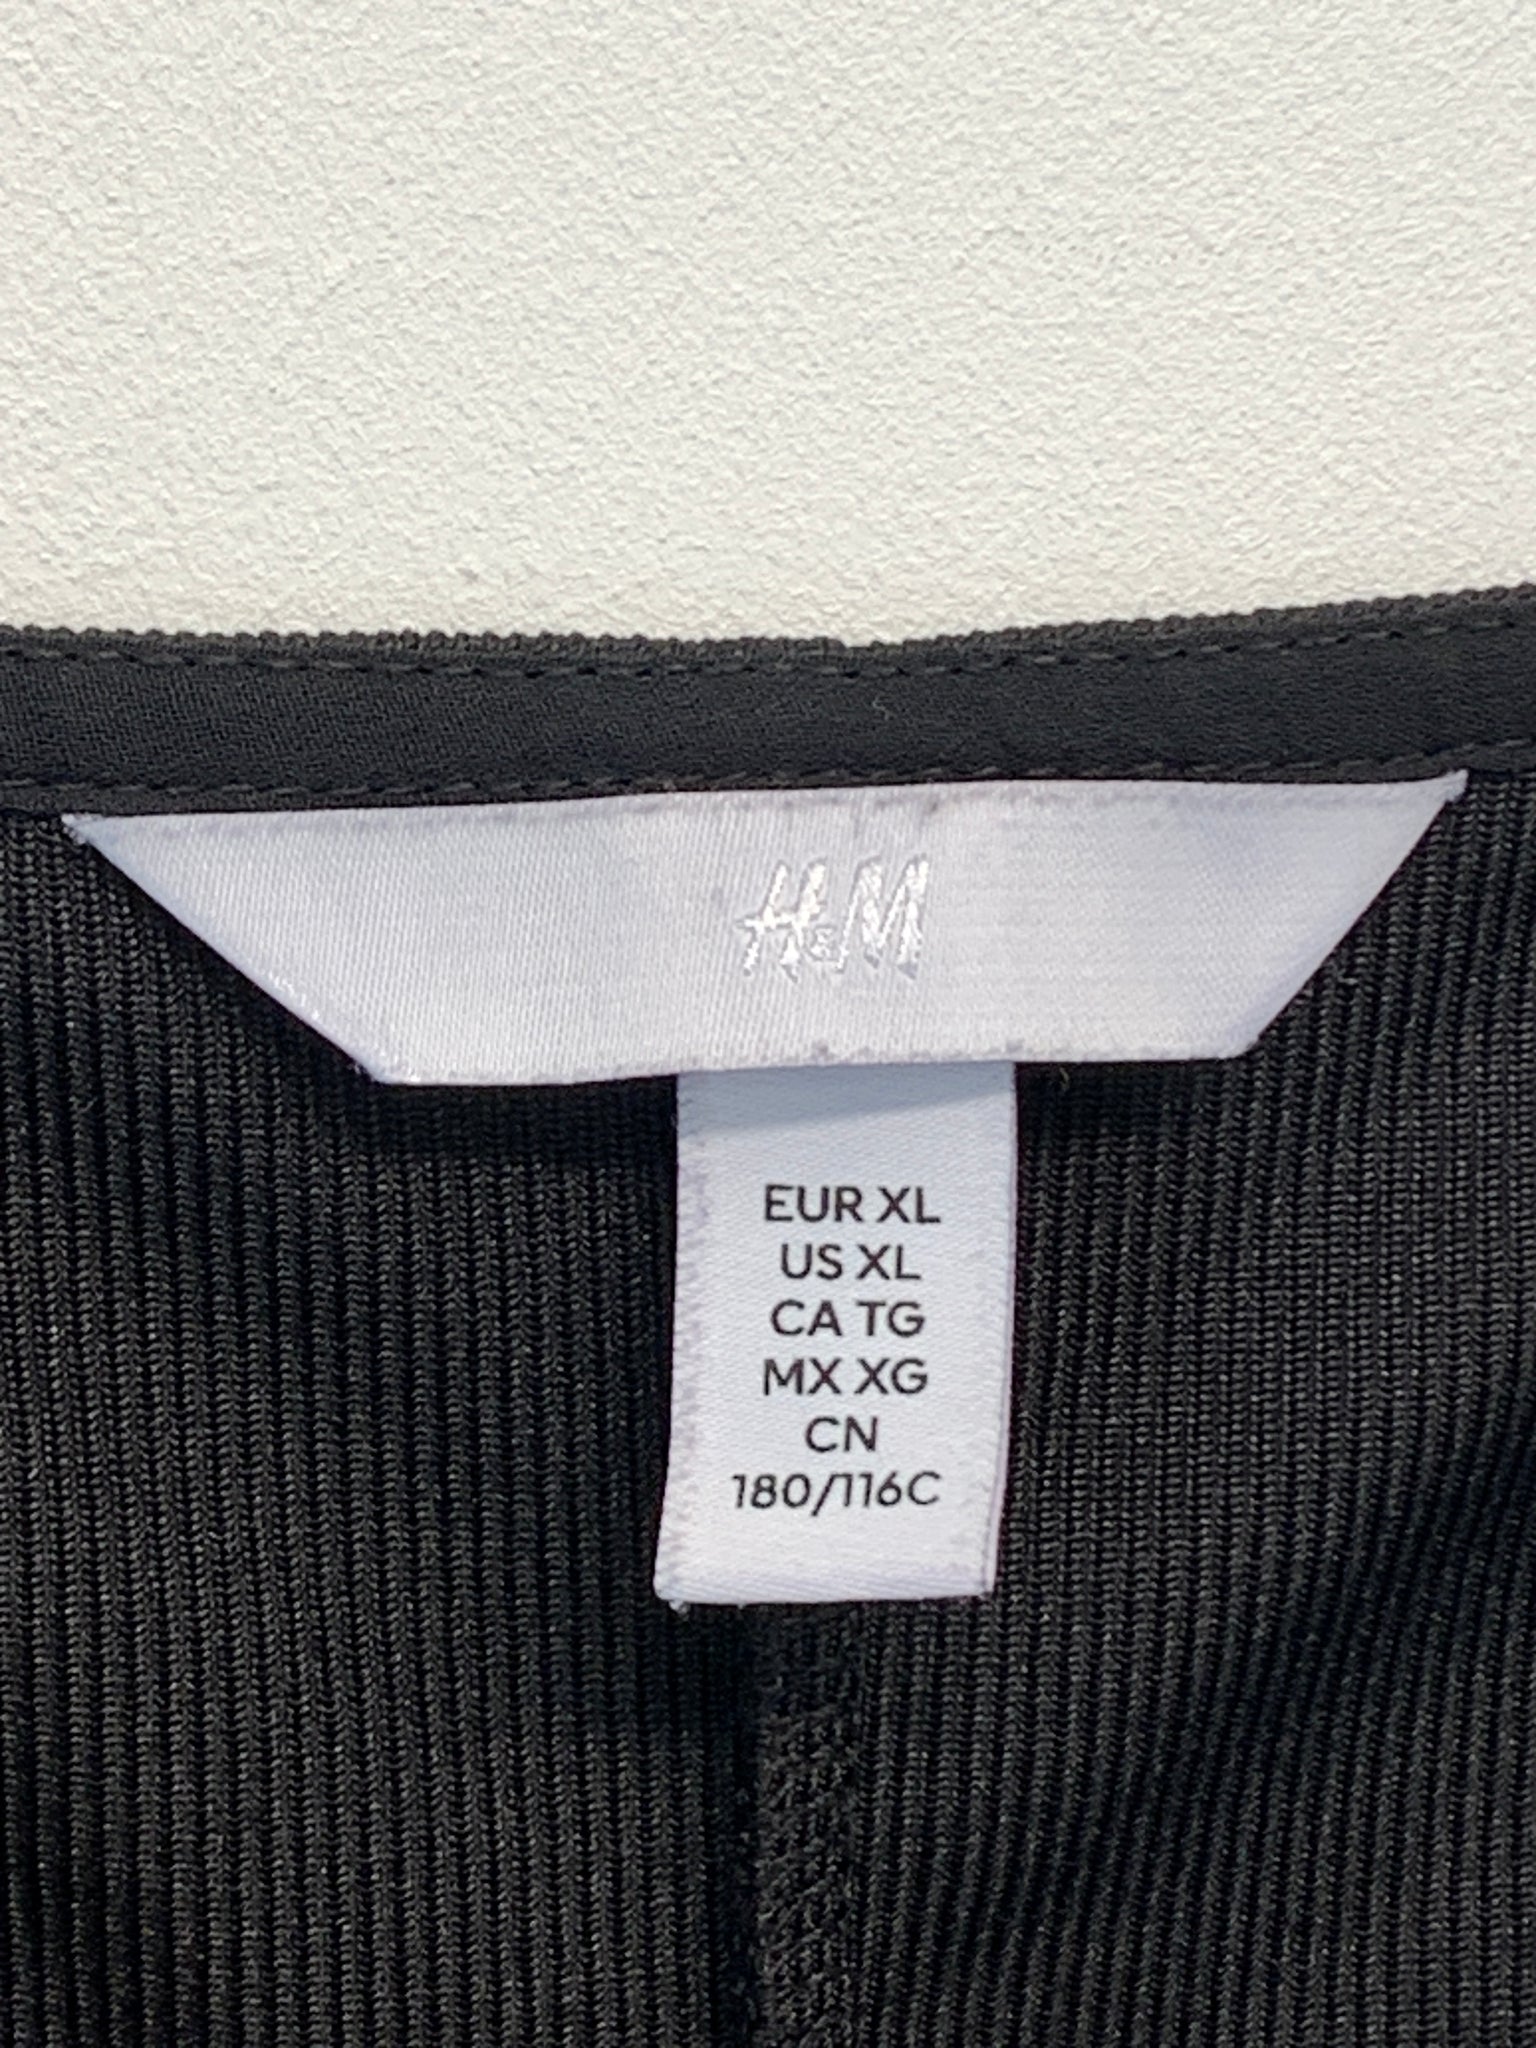 H&M
EUR XL
US XL
CA TG
MX XG
CN
180/116C